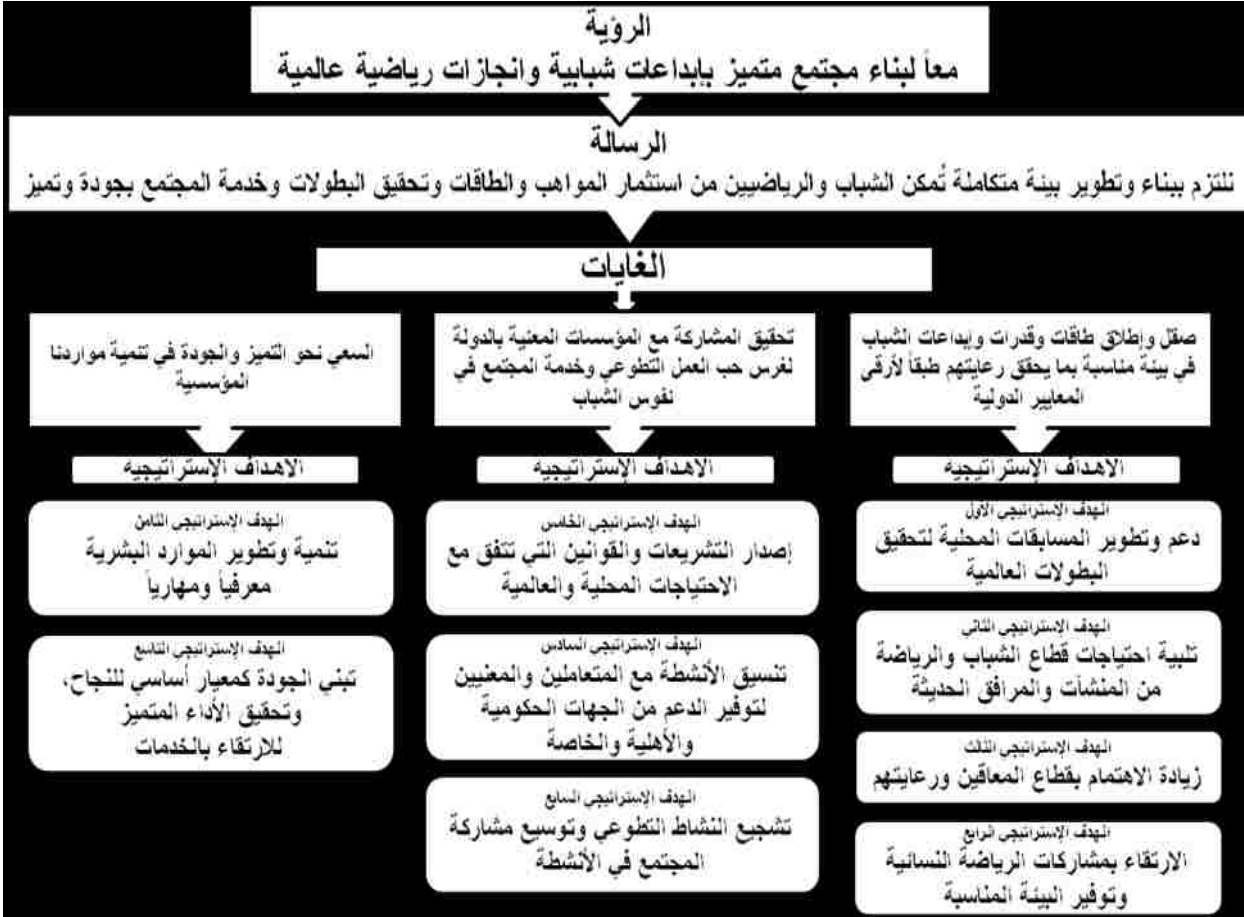 الرؤية
معاً لبناء مجتمع متميز بإبداعات شبابية وانجازات رياضية عالمية
الرسالة
نلتزم ببناء وتطوير بيئة متكاملة تُمكن الشباب والرياضيين من استثمار المواهب والطاقات وتحقيق البطولات وخدمة المجتمع بجودة وتميز
الغايات
صقل وإطلاق طاقات وقدرات وإبداعات الشباب
في بيئة مناسبة بما يحقق رعايتهم طبقاً لأرقى
المعايير الدولية
الاهداف الإستراتيجيه
الهدف الإستراتيجي الأول
دعم وتطوير المسابقات المحلية لتحقيق
البطولات العالمية
الهدف الإستراتيجي الثاني
تلبية احتياجات قطاع الشباب والرياضة
من المنشآت والمرافق الحديثة
الهدف الإستراتيجي الثالث
زيادة الاهتمام بقطاع المعاقين ورعايتهم
الهدف الإستراتيجي الرابع
الارتقاء بمشاركات الرياضة النسائية
وتوفير البيئة المناسبة
تحقيق المشاركة مع المؤسسات المعنية بالدولة
لغرس حب العمل التطوعي وخدمة المجتمع في
نفوس الشباب
الاهداف الإستراتيجيه
الهدف الإستراتيجي الخامس
إصدار التشريعات والقوانين التي تتفق مع
الاحتياجات المحلية والعالمية
الهدف الإستراتيجي السادس
تنسيق الأنشطة مع المتعاملين والمعنيين
لتوفير الدعم من الجهات الحكومية
والأهلية والخاصة
الهدف الإستراتيجي السابع
تشجيع النشاط التطوعي وتوسيع مشاركة
المجتمع في الأنشطة
السعي نحو التميز والجودة في تنمية مواردنا
المؤسسية
الاهداف الإستراتيجيه
الهدف الإستراتيجي الثامن
تنمية وتطوير الموارد البشرية
معرفياً ومهارياً
الهدف الإستراتيجي التاسع
تبني الجودة كمعيار أساسي للنجاح،
وتحقيق الأداء المتميز
للارتقاء بالخدمات